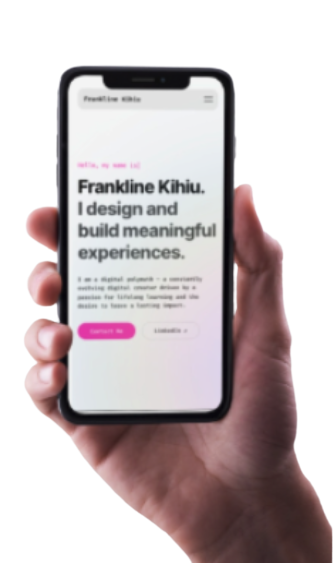 Frankline Kihiu
Hello, my name is
Frankline Kihiu.
I design and
build meaningful
experiences.
I am a digital polymath – a constantly
evolving digital creator driven by a
passion for lifelong learning and the
desire to leave a lasting impact.
Contact Me
LinkedIn